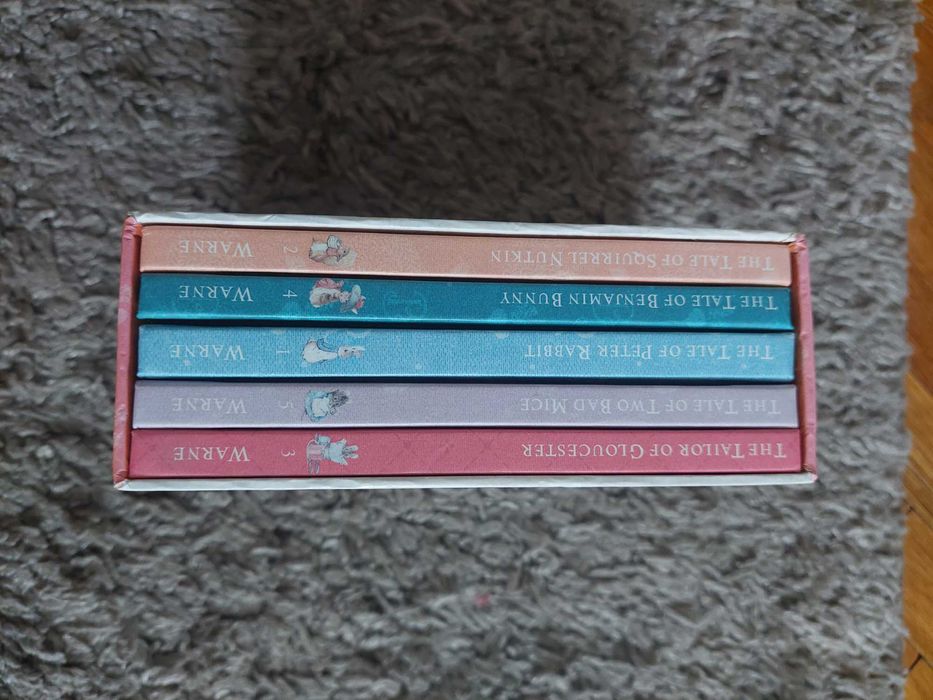 THE TAILOR OF GLOUCESTER 3 WARNE
THE TALE OF TWO BAD MICE 5 WARNE
THE TALE OF PETER RABBIT 1 WARNE
THE TALE OF BENJAMIN BUNNY 4 WARNE
THE TALE OF SQUIRREL NUTKIN 2 WARNE